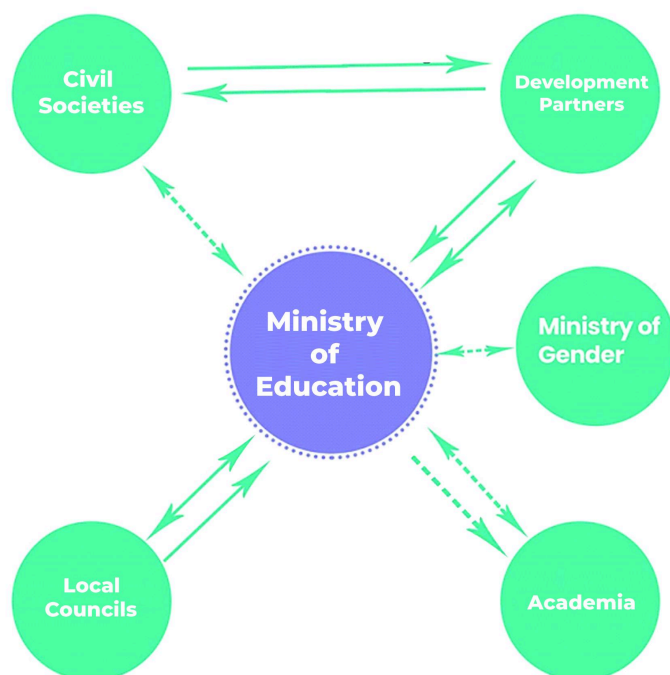 Civil
Societies
Development
Partners
Ministry
of
Education
Ministry of
Gender
Local
Councils
Academia